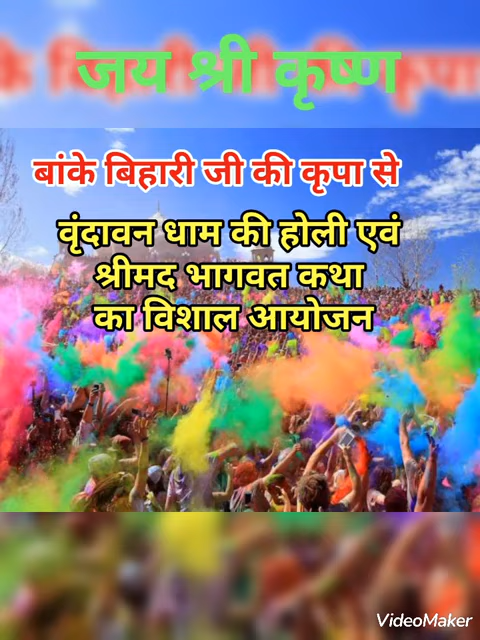 जय श्री कृष्ण
बांके बिहारी जी की कृपा से
वृंदावन धाम की होली एवं
श्रीमद भागवत कथा
का विशाल आयोजन
VideoMaker